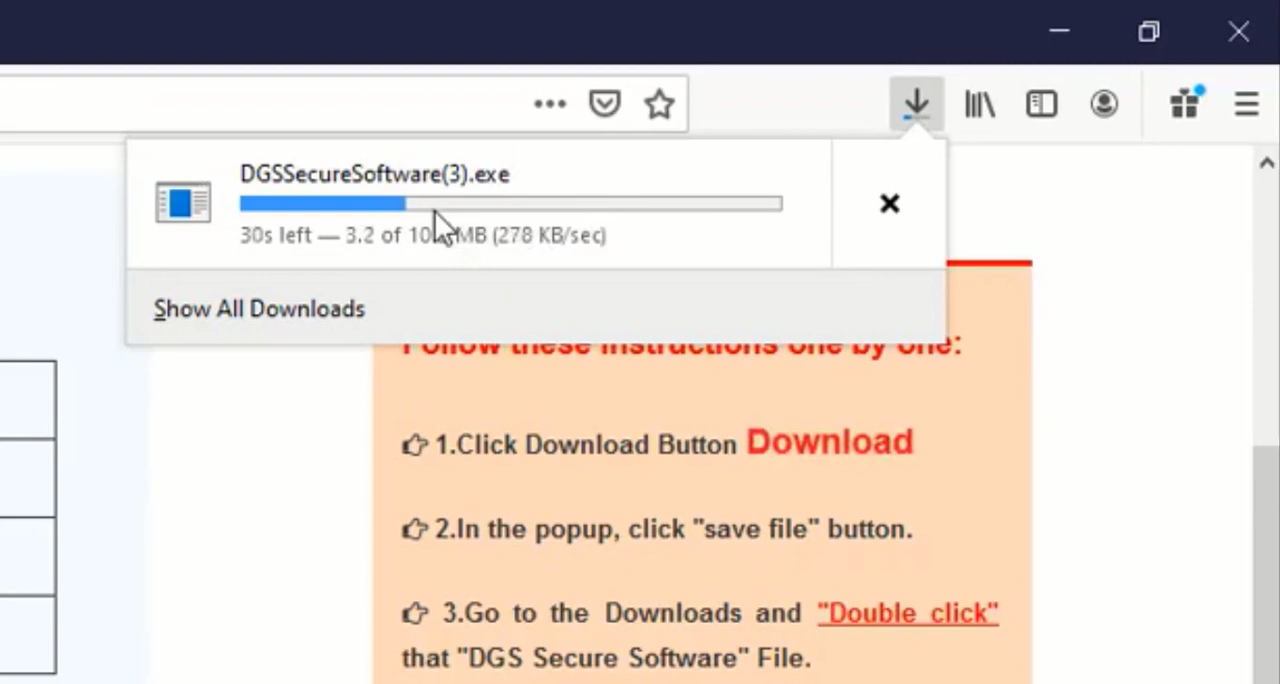 DGSSecureSoftware(3).exe
30s left — 3.2 of 10 MB (278 KB/sec)
Show All Downloads
Follow these instructions one by one:
1.Click Download Button Download
2.In the popup, click "save file" button.
3.Go to the Downloads and "Double click"
that "DGS Secure Software" File.